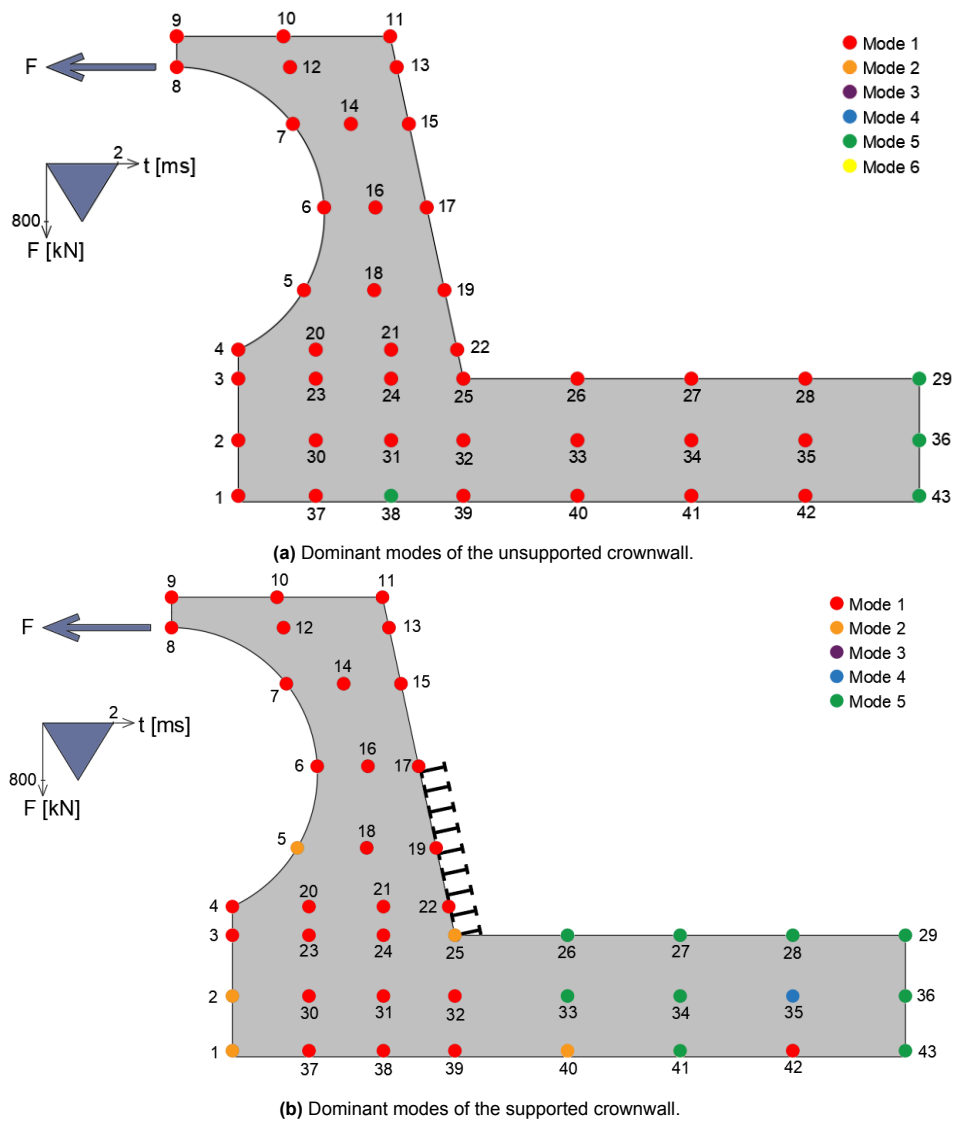 9 10 11
F
8 12 13
Mode 1
Mode 2
Mode 3
Mode 4
Mode 5
Mode 6
7 14 15
2
t [ms]
800
F [kN]
6 16 17
5 18 19
4 20 21 22
3 23 24 25 26 27 28 29
2 30 31 32 33 34 35 36
1 37 38 39 40 41 42 43
(a) Dominant modes of the unsupported crownwall.
9 10 11
F
8 12 13
Mode 1
Mode 2
Mode 3
Mode 4
Mode 5
7 14 15
2
t [ms]
800
F [kN]
6 16 17
5 18 19
4 20 21 22
3 23 24 25 26 27 28 29
2 30 31 32 33 34 35 36
1 37 38 39 40 41 42 43
(b) Dominant modes of the supported crownwall.